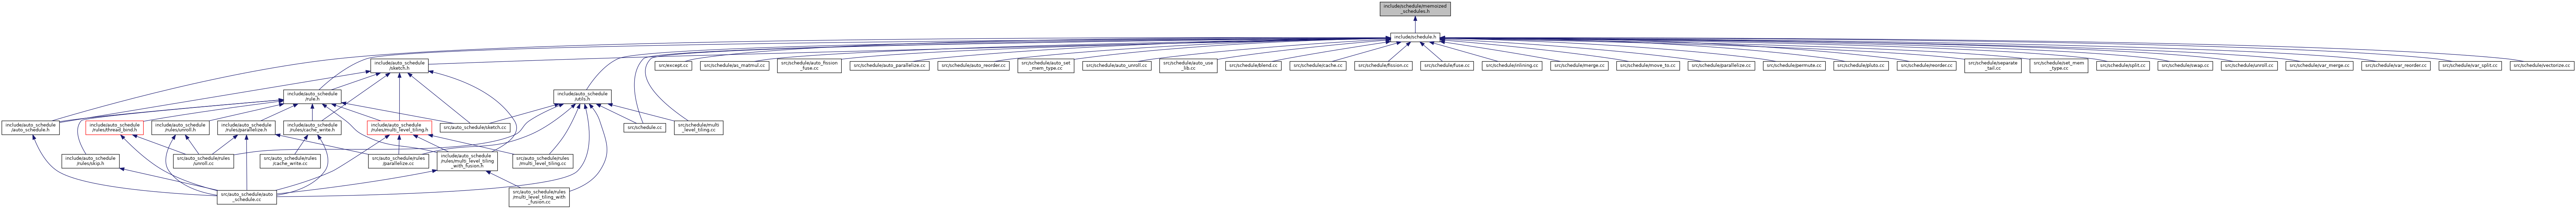 include/schedule/memoized
_schedules.h
include/schedule.h
include/auto_schedule
/sketch.h
src/except.cc
src/schedule/as_matmul.cc
src/schedule/auto_fission
_fuse.cc
src/schedule/auto_parallelize.cc
src/schedule/auto_reorder.cc
src/schedule/auto_set
_mem_type.cc
src/schedule/auto_unroll.cc
src/schedule/auto_use
_lib.cc
src/schedule/blend.cc
src/schedule/cache.cc
src/schedule/fission.cc
src/schedule/fuse.cc
src/schedule/inlining.cc
src/schedule/merge.cc
src/schedule/move_to.cc
src/schedule/parallelize.cc
src/schedule/permute.cc
src/schedule/pluto.cc
src/schedule/reorder.cc
src/schedule/separate
_tail.cc
src/schedule/set_mem
_type.cc
src/schedule/split.cc
src/schedule/swap.cc
src/schedule/unroll.cc
src/schedule/var_merge.cc
src/schedule/var_reorder.cc
src/schedule/var_split.cc
src/schedule/vectorize.cc
include/auto_schedule
/rule.h
include/auto_schedule
/utils.h
include/auto_schedule
/auto_schedule.h
include/auto_schedule
/rules/thread_bind.h
include/auto_schedule
/rules/unroll.h
include/auto_schedule
/rules/parallelize.h
include/auto_schedule
/rules/cache_write.h
include/auto_schedule
/rules/multi_level_tiling.h
src/auto_schedule/sketch.cc
src/schedule.cc
src/schedule/multi
_level_tiling.cc
include/auto_schedule
/rules/skip.h
src/auto_schedule/rules
/unroll.cc
src/auto_schedule/rules
/cache_write.cc
src/auto_schedule/rules
/parallelize.cc
include/auto_schedule
/rules/multi_level_tiling
_with_fusion.h
src/auto_schedule/rules
/multi_level_tiling.cc
src/auto_schedule/auto
_schedule.cc
src/auto_schedule/rules
/multi_level_tiling_with
_fusion.cc